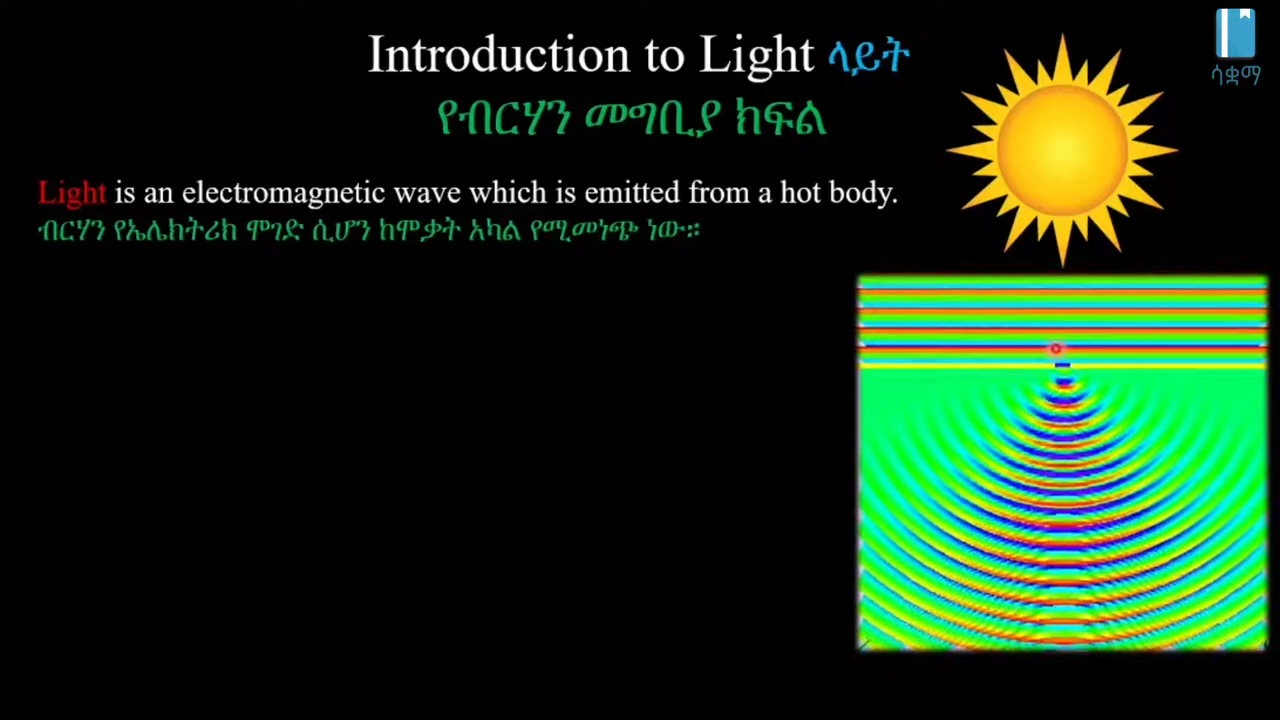 Introduction to Light ላይት
የብርሃን መግቢያ ክፍል
ሳቋማ
Light is an electromagnetic wave which is emitted from a hot body.
ብርሃን የኤሌክትሪክ ሞገድ ሲሆን ከሞቃት አካል የሚመነጭ ነው።